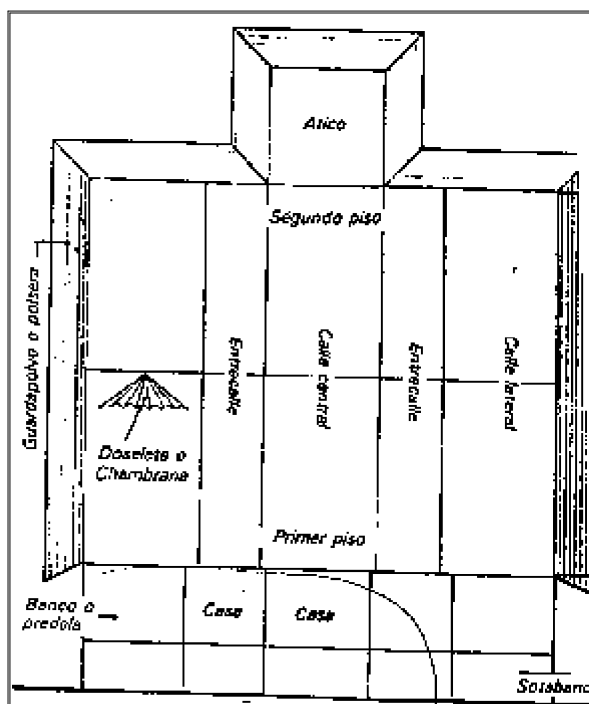 Atico
Segundo piso
Guardapolvo o polsera
Entrecalle
Calle central
Entrecalle
Calle lateral
Doselete o
Chambrana
Primer piso
Banco o
predela
Casa
Casa
Sotabanc